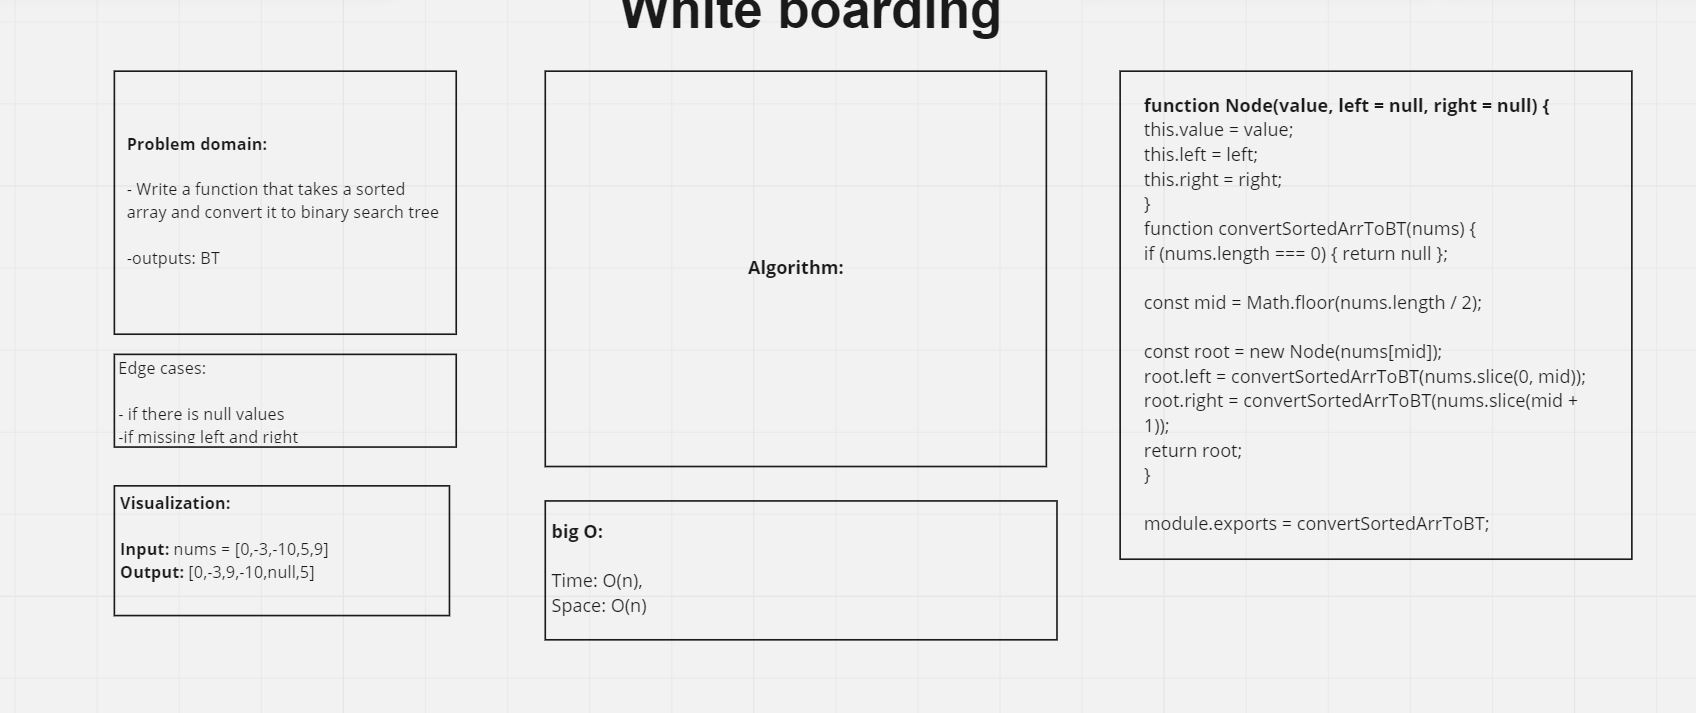 White boarding
Problem domain:
- Write a function that takes a sorted
array and convert it to binary search tree
-outputs: BT
Edge cases:
- if there is null values
-if missing left and right
Visualization:
Input: nums = [0,-3,-10,5,9]
Output: [0,-3,9,-10,null,5]
Algorithm:
big O:
Time: O(n),
Space: O(n)
function Node(value, left = null, right = null) {
this.value = value;
this.left = left;
this.right = right;
}
function convertSortedArrToBT(nums) {
if (nums.length === 0) { return null };
const mid = Math.floor(nums.length / 2);
const root = new Node(nums[mid]);
root.left = convertSortedArrToBT(nums.slice(0, mid));
root.right = convertSortedArrToBT(nums.slice(mid +
1));
return root;
}
module.exports = convertSortedArrToBT;